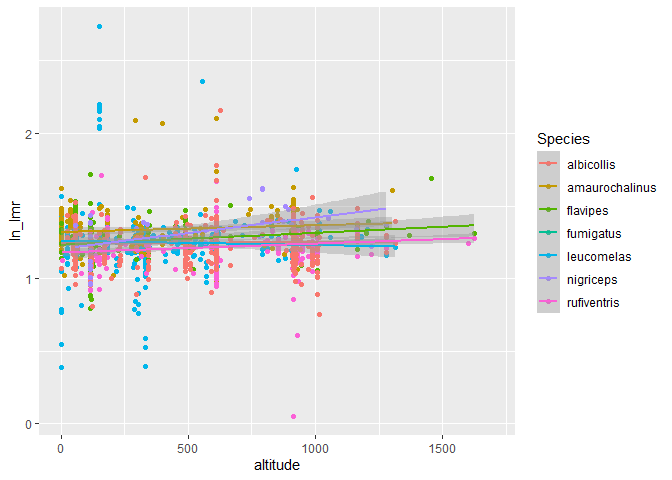 2
1
0
ln_lmr
0
500
1000
1500
altitude
Species
albicollis
amaurochalinus
flavipes
fumigatus
leucomelas
nigriceps
rufiventris